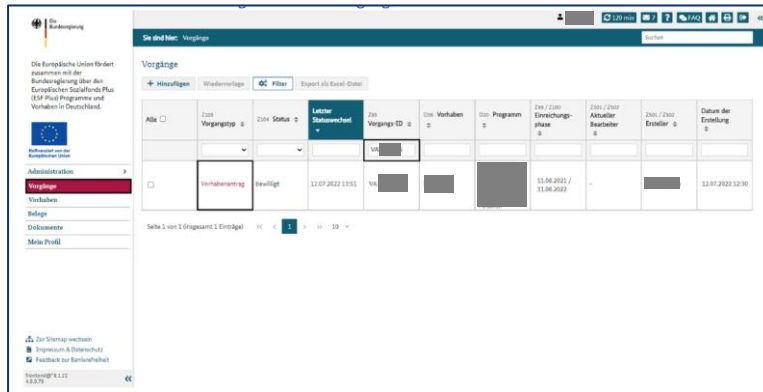 Die
Bundesregierung
120 min
7
?
FAQ
Sie sind hier: Vorgänge
Suchen
Die Europäische Union fördert
zusammen mit der
Bundesregierung über den
Europäischen Sozialfonds Plus
(ESF Plus) Programme und
Vorhaben in Deutschland.
Kofinanziert von der
Europäischen Union
Administration
Vorgänge
Vorhaben
Belege
Dokumente
Mein Profil
Zur Sitemap wechseln
Impressum & Datenschutz
Feedback zur Barrierefreiheit
Vorgänge
+ Hinzufügen Wiedervorlage Filter Export als Excel-Datei
Alle
Vorgangstyp
Status
Letzter
Statuswechsel
Vorgangs-ID
Vorhaben
Programm
Einreichungs-
phase
Aktueller
Bearbeiter
Ersteller
Datum der
Erstellung
VA
Vorhabenantrag bewilligt 12.07.2022 13:51 VA 11.06.2021 /
31.08.2022 - 12.07.2022 12:30
Seite 1 von 1 (insgesamt 1 Einträge) 1 10